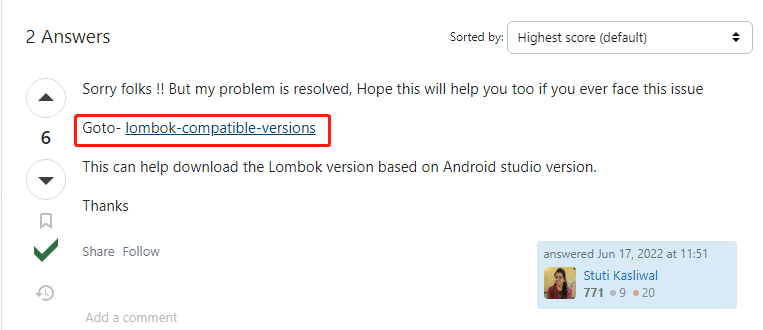 2 Answers
Sorted by: Highest score (default)
Sorry folks !! But my problem is resolved, Hope this will help you too if you ever face this issue
6
Goto- lombok-compatible-versions
This can help download the Lombok version based on Android studio version.
Thanks
Share Follow
answered Jun 17, 2022 at 11:51
Stuti Kasliwal
771 9 20
Add a comment